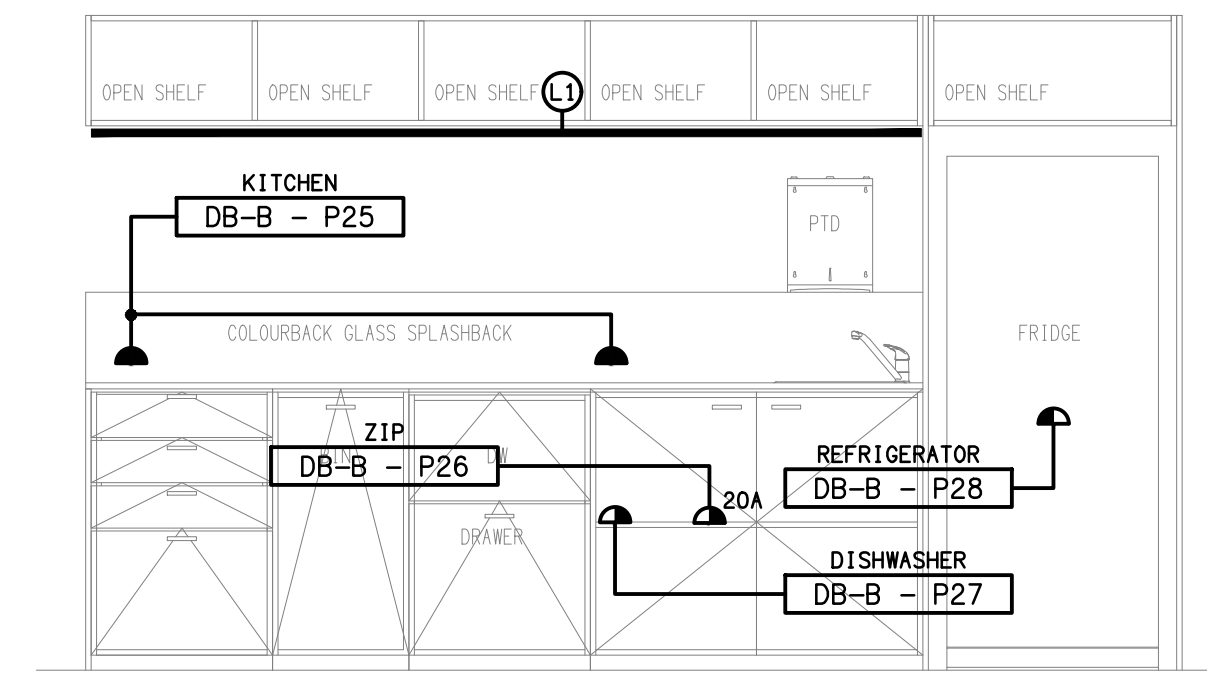 OPEN SHELF
OPEN SHELF
OPEN SHELF
L1
OPEN SHELF
OPEN SHELF
OPEN SHELF
KITCHEN
DB-B - P25
PTD
COLOURBACK GLASS SPLASHBACK
FRIDGE
ZIP
BIN
DW
DB-B - P26
REFRIGERATOR
DB-B - P28
20A
DRAWER
DISHWASHER
DB-B - P27